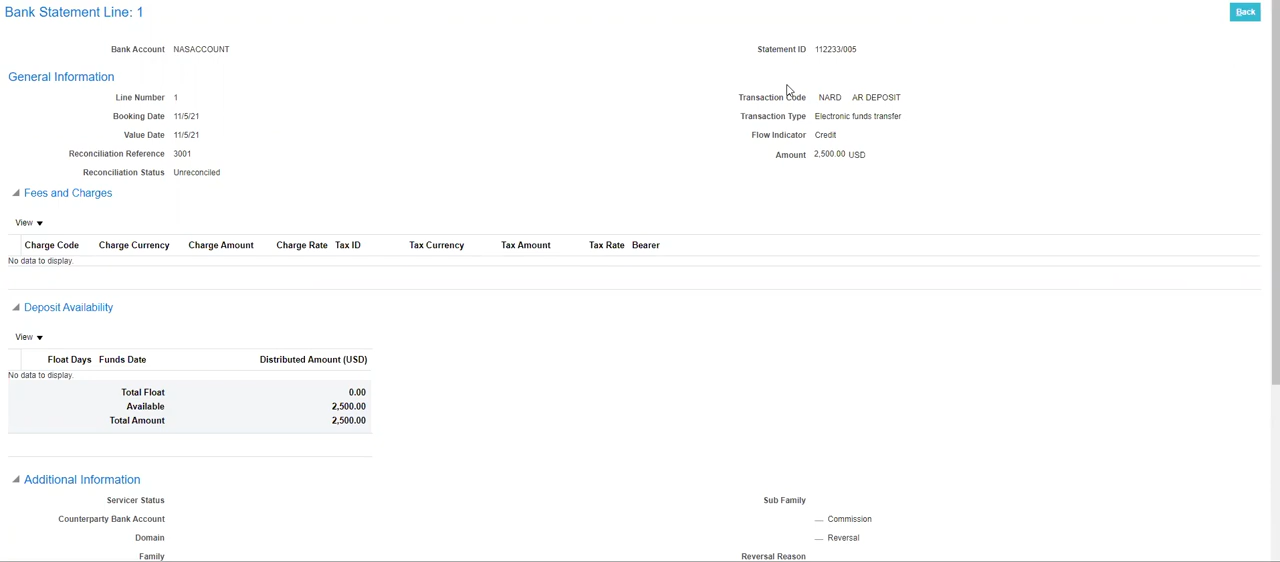 Bank Statement Line: 1
Back
Bank Account NASACCOUNT
Statement ID 112233/005
General Information
Line Number 1
Transaction Code NARD AR DEPOSIT
Booking Date 11/5/21
Transaction Type Electronic funds transfer
Value Date 11/5/21
Flow Indicator Credit
Reconciliation Reference 3001
Amount 2,500.00 USD
Reconciliation Status Unreconciled
Fees and Charges
View
Charge Code Charge Currency Charge Amount Charge Rate Tax ID Tax Currency Tax Amount Tax Rate Bearer
No data to display.
Deposit Availability
View
Float Days Funds Date Distributed Amount (USD)
No data to display.
Total Float 0.00
Available 2,500.00
Total Amount 2,500.00
Additional Information
Servicer Status
Sub Family
Counterparty Bank Account
Commission
Domain
Reversal
Family
Reversal Reason